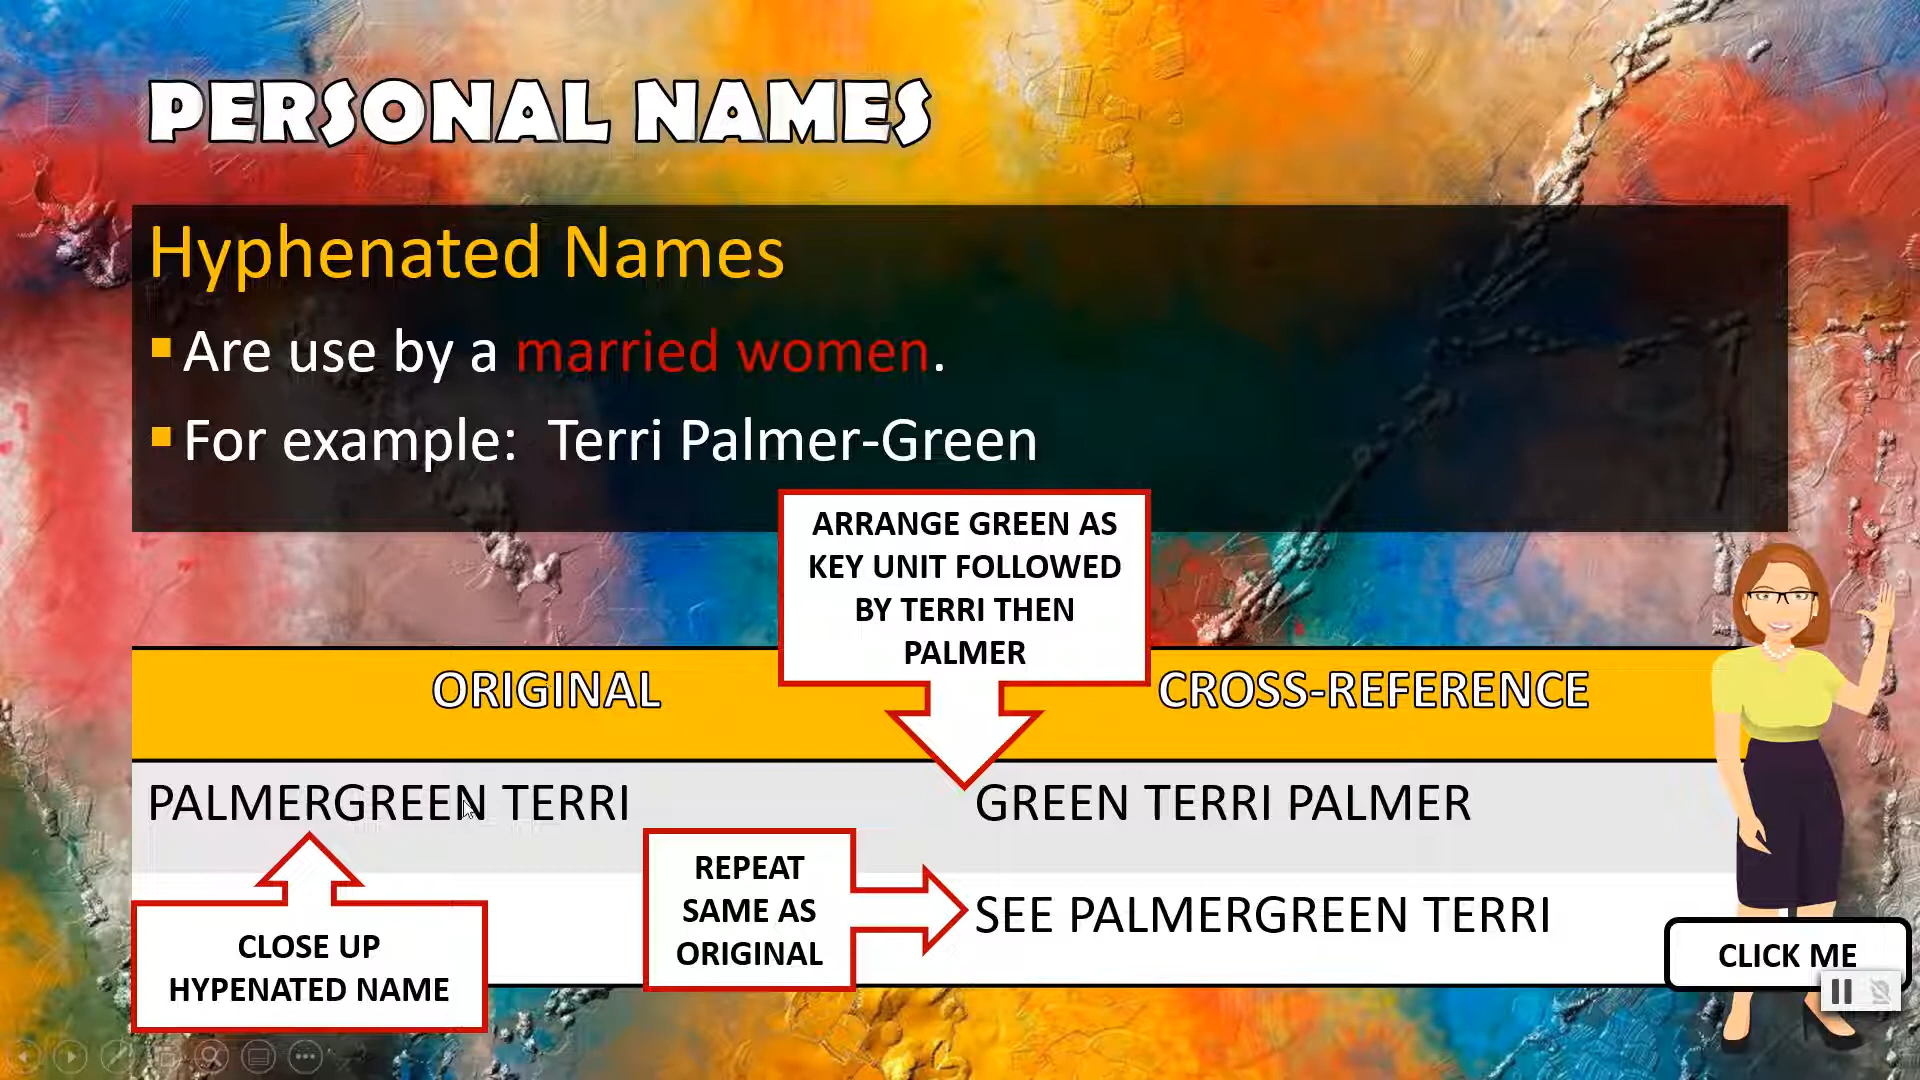 PERSONAL NAMES
Hyphenated Names
Are use by a married women.
For example: Terri Palmer-Green
ARRANGE GREEN AS
KEY UNIT FOLLOWED
BY TERRI THEN
PALMER
ORIGINAL
CROSS-REFERENCE
PALMERGREEN TERRI
GREEN TERRI PALMER
REPEAT
SAME AS
ORIGINAL
SEE PALMERGREEN TERRI
CLOSE UP
HYPENATED NAME
CLICK ME